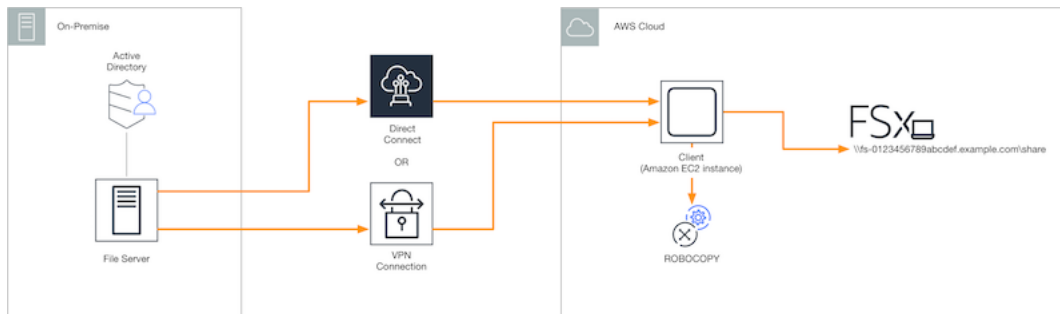 On-Premise
Active
Directory
File Server
Direct
Connect
OR
VPN
Connection
AWS Cloud
Client
(Amazon EC2 instance)
ROBOCOPY
FSx
\\fs-0123456789abcdef.example.com\share